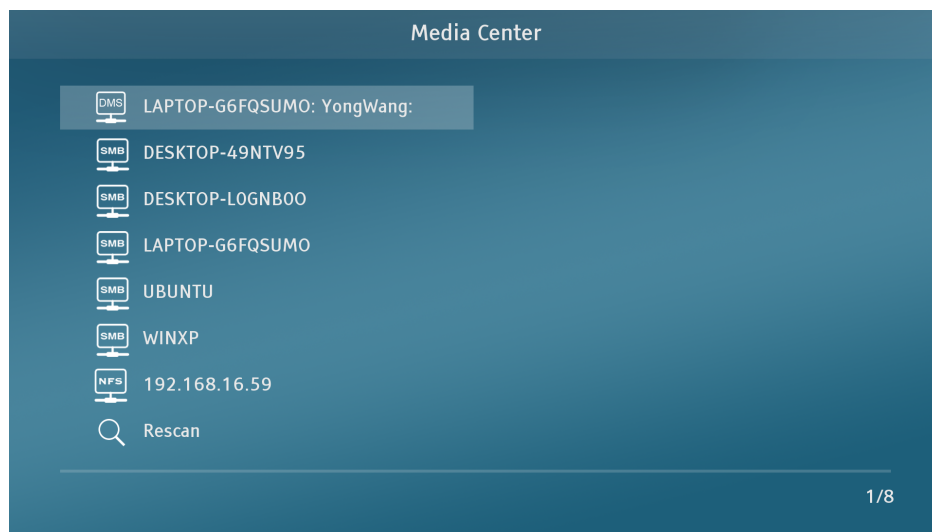 Media Center
DMS LAPTOP-G6FQSUMO: YongWang:
SMB DESKTOP-49NTV95
SMB DESKTOP-L0GNB0O
SMB LAPTOP-G6FQSUMO
SMB UBUNTU
SMB WINXP
NFS 192.168.16.59
Rescan
1/8